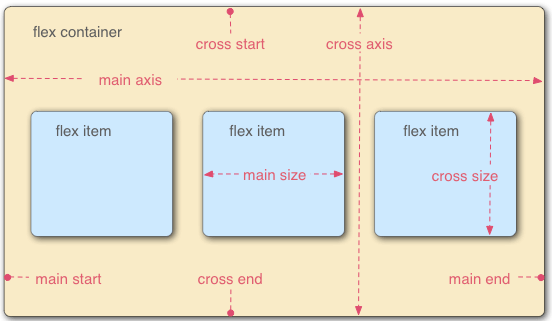 flex container
cross start
cross axis
main axis
flex item
flex item
flex item
main size
cross size
main start
cross end
main end